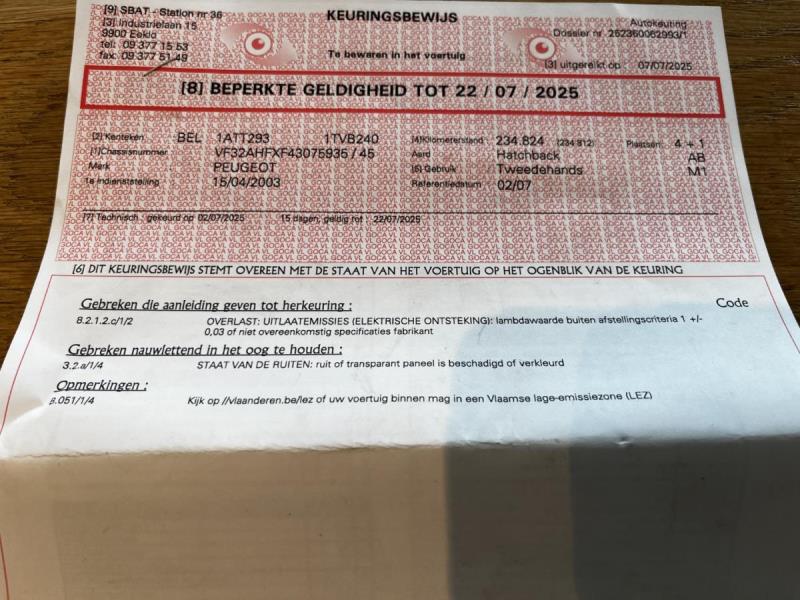 [9] SBAT - Station nr 36
[3] Industrielaan 15
9900 Eeklo
tel: 09 377 15 53
fax: 09 377 51 49
KEURINGSBEWIJS
Te bewaren in het voertuig
Autokeuring
Dossier nr 252360062993/1
[3] uitgereikt op 07/07/2025
[8] BEPERKTE GELDIGHEID TOT 22 / 07 / 2025
[2] Kenteken BEL 1ATT293 1TVB240 [4] Kilometerstand 234.824 (234 812) Plaatsen: 4 + 1
[1] Chassisnummer VF32AHFXF43075935 / 45 Aard Hatchback AB
Merk PEUGEOT [5] Gebruik Tweedehands M1
1e Indienststelling 15/04/2003 Referentiedatum 02/07
[7] Technisch gekeurd op 02/07/2025 15 dagen, geldig tot : 22/07/2025
[6] DIT KEURINGSBEWIJS STEMT OVEREEN MET DE STAAT VAN HET VOERTUIG OP HET OGENBLIK VAN DE KEURING
Gebreken die aanleiding geven tot herkeuring : Code
8.2.1.2.c/1/2 OVERLAST: UITLAATEMISSIES (ELEKTRISCHE ONTSTEKING): lambdawaarde buiten afstellingscriteria 1 +/-
0,03 of niet overeenkomstig specificaties fabrikant
Gebreken nauwlettend in het oog te houden :
3.2.a/1/4 STAAT VAN DE RUITEN: ruit of transparant paneel is beschadigd of verkleurd
Opmerkingen :
8.051/1/4 Kijk op //vlaanderen.be/lez of uw voertuig binnen mag in een Vlaamse lage-emissiezone (LEZ)